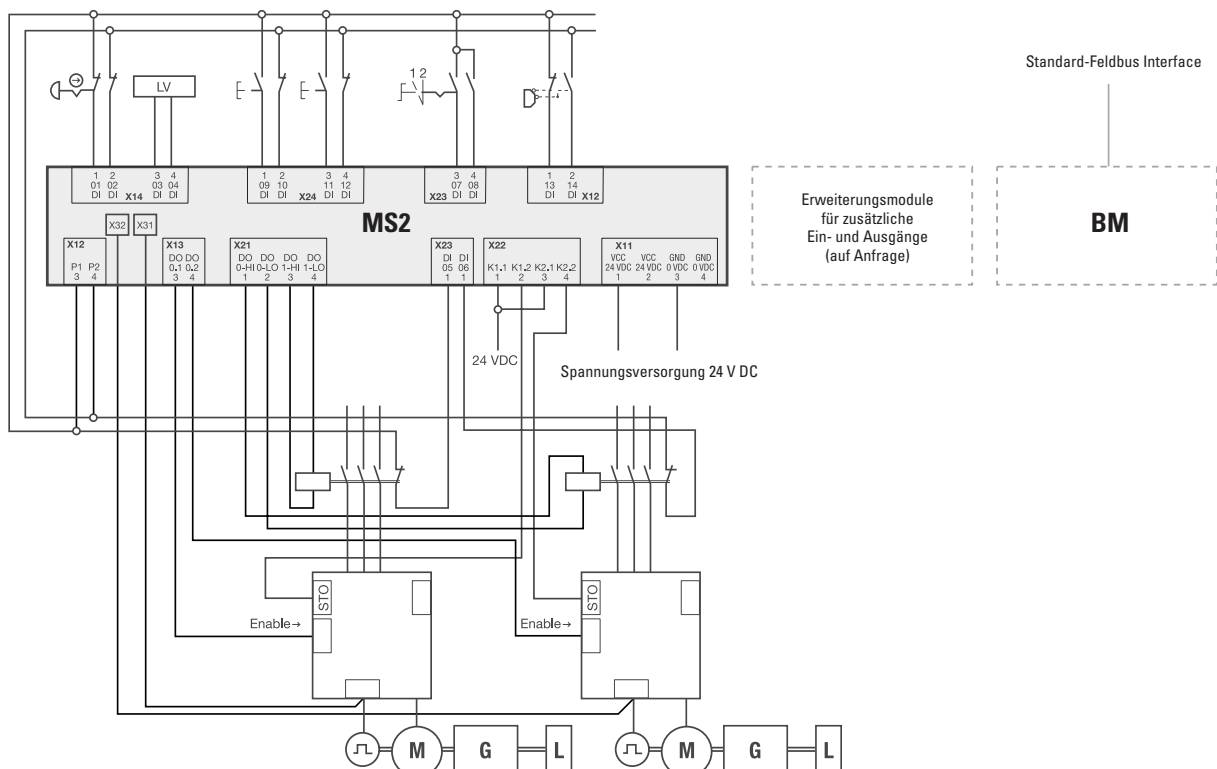 Standard-Feldbus Interface
1 2
LV
1 2 3 4
01 02 03 04
DI DI DI DI
X14
1 2 3 4
09 10 11 12
DI DI DI DI
X24
3 4
07 08
DI DI
X23
1 2
13 14
DI DI
X12
MS2
X32 X31
Erweiterungsmodule
für zusätzliche
Ein- und Ausgänge
(auf Anfrage)
BM
X12
P1 P2
3 4
X13
DO DO
0.1 0.2
3 4
X21
DO DO DO DO
0-HI 0-LO 1-HI 1-LO
1 2 3 4
X23
DI DI
05 06
1 1
X22
K1.1 K1.2 K2.1 K2.2
1 2 3 4
X11
VCC VCC GND GND
24 VDC 24 VDC 0 VDC 0 VDC
1 2 3 4
24 VDC
Spannungsversorgung 24 V DC
STO
Enable→
STO
Enable→
M G L
M G L